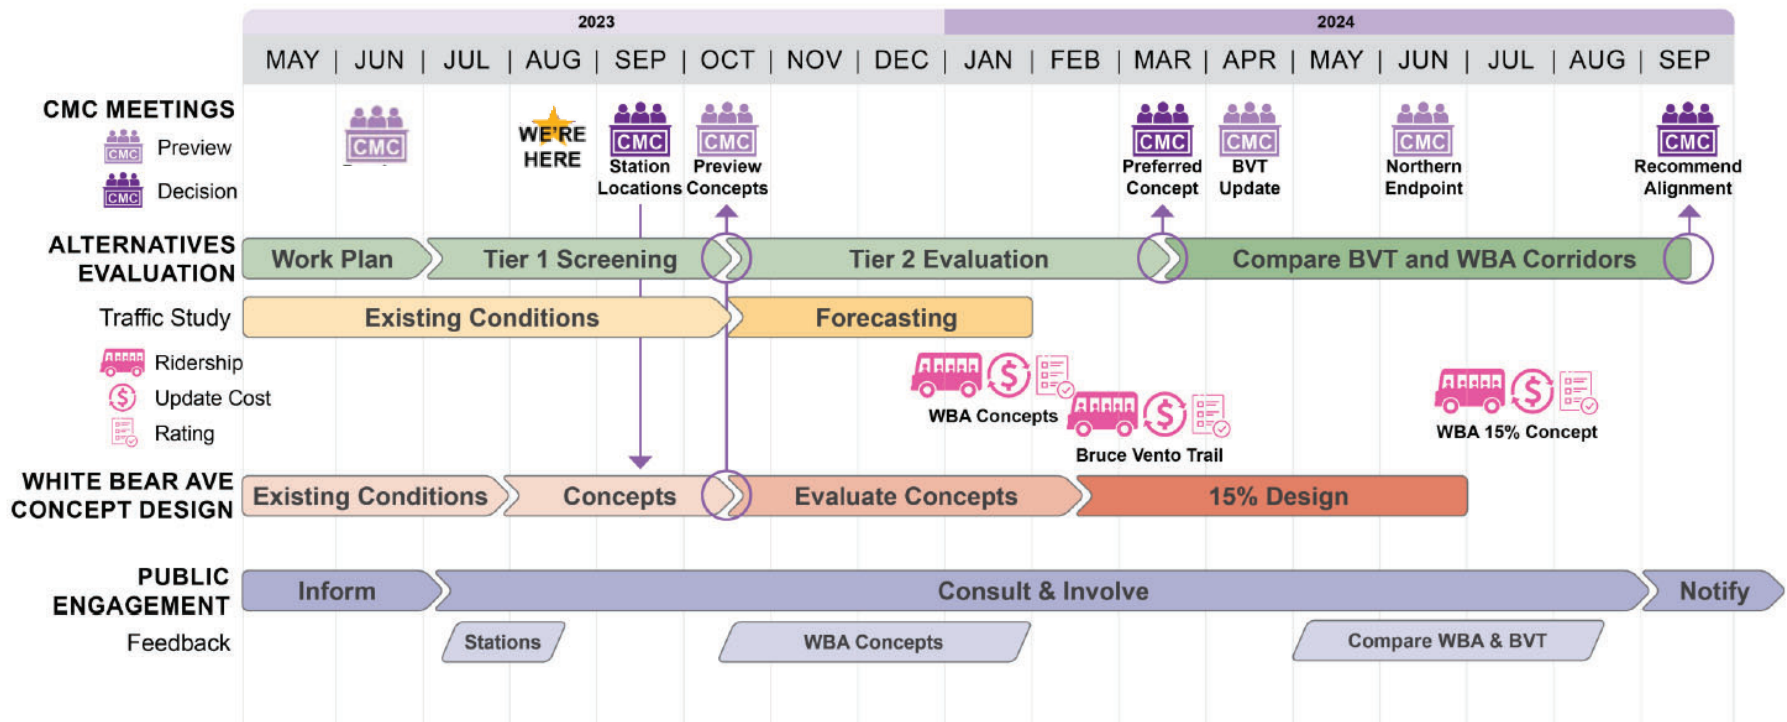 2023
2024
MAY | JUN | JUL | AUG | SEP | OCT | NOV | DEC | JAN | FEB | MAR | APR | MAY | JUN | JUL | AUG | SEP
CMC MEETINGS
CMC Preview
CMC Decision
CMC
WE'RE
HERE
CMC
Station
Locations
CMC
Preview
Concepts
CMC
Preferred
Concept
CMC
BVT
Update
CMC
Northern
Endpoint
CMC
Recommend
Alignment
ALTERNATIVES
EVALUATION
Work Plan
Tier 1 Screening
Tier 2 Evaluation
Compare BVT and WBA Corridors
Traffic Study
Existing Conditions
Forecasting
Ridership
$ Update Cost
Rating
$
WBA Concepts
$
Bruce Vento Trail
$
WBA 15% Concept
WHITE BEAR AVE
CONCEPT DESIGN
Existing Conditions
Concepts
Evaluate Concepts
15% Design
PUBLIC
ENGAGEMENT
Inform
Consult & Involve
Notify
Feedback
Stations
WBA Concepts
Compare WBA & BVT